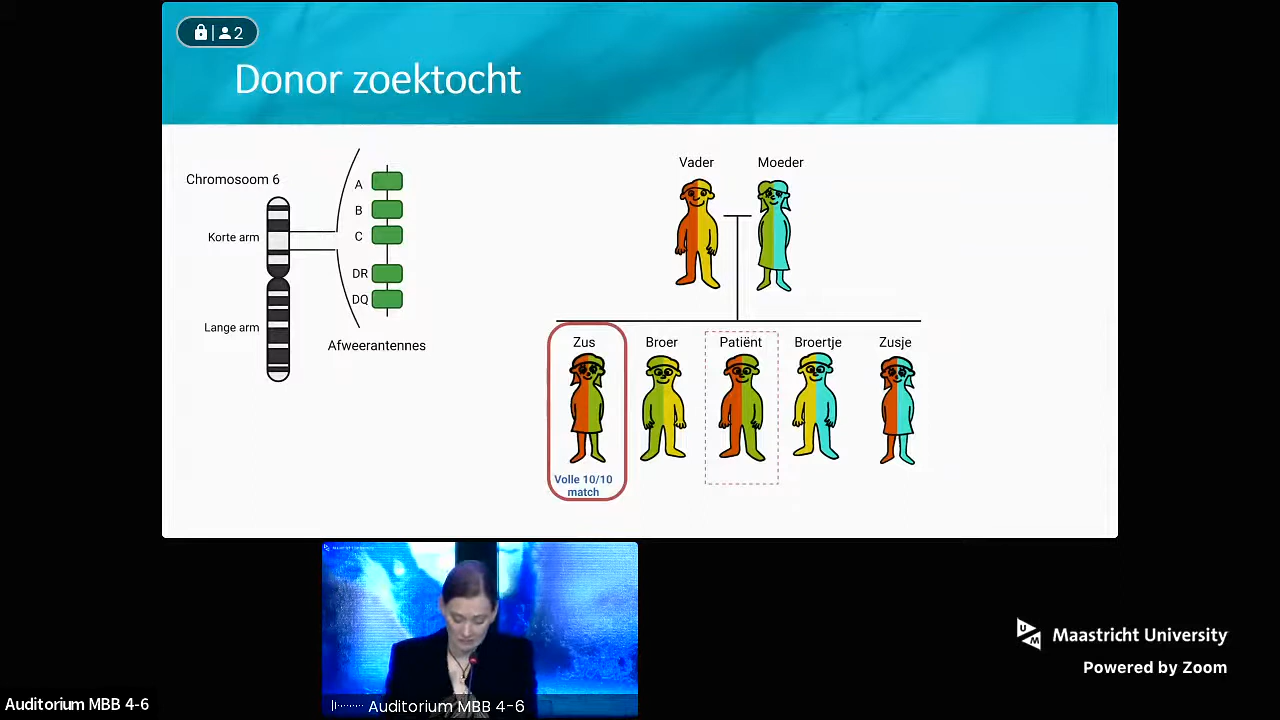 2
Donor zoektocht
Chromosoom 6
Korte arm
Lange arm
A
B
C
DR
DQ
Afweerantennes
Vader
Moeder
Zus
Broer
Patiënt
Broertje
Zusje
Volle 10/10
match
UM
Maastricht University
Powered by Zoom
Auditorium MBB 4-6
Auditorium MBB 4-6